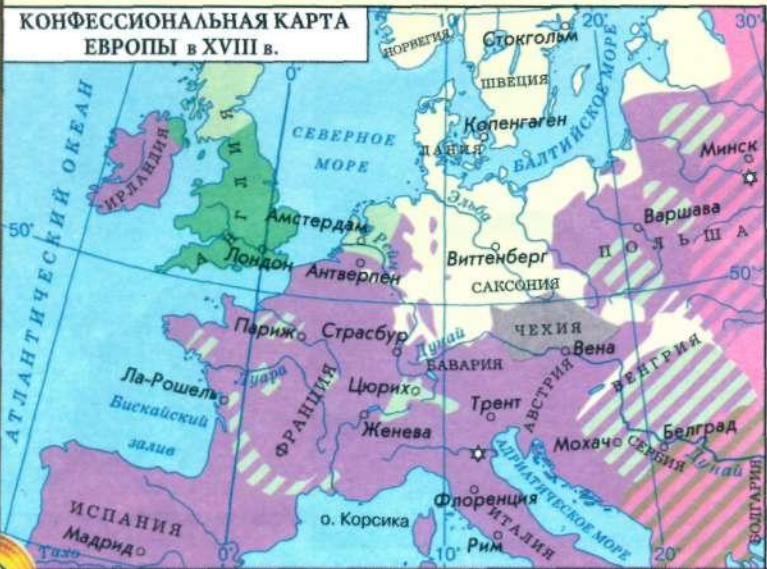 КОНФЕССИОНАЛЬНАЯ КАРТА
ЕВРОПЫ в XVIII в.
0°
20°
30°
НОРВЕГИЯ
Стокгольм
ШВЕЦИЯ
АТЛАНТИЧЕСКИЙ ОКЕАН
СЕВЕРНОЕ
МОРЕ
Копенгаген
ДАНИЯ
БАЛТИЙСКОЕ МОРЕ
Минск
ИРЛАНДИЯ
АНГЛИЯ
50°
Амстердам
Рейн
Эльба
Варшава
Лондон
Антверпен
Виттенберг
ПОЛЬША
САКСОНИЯ
50°
Париж
Страсбур
Дунай
ЧЕХИЯ
Вена
БАВАРИЯ
ВЕНГРИЯ
Ла-Рошель
Луара
ФРАНЦИЯ
Цюрих
Трент
АВСТРИЯ
Бискайский
залив
Женева
Мохач
Белград
СЕРБИЯ
Дунай
АДРИАТИЧЕСКОЕ МОРЕ
БОЛГАРИЯ
ИСПАНИЯ
Мадрид
Тахо
о. Корсика
Флоренция
ИТАЛИЯ
Рим
0°
10°
20°